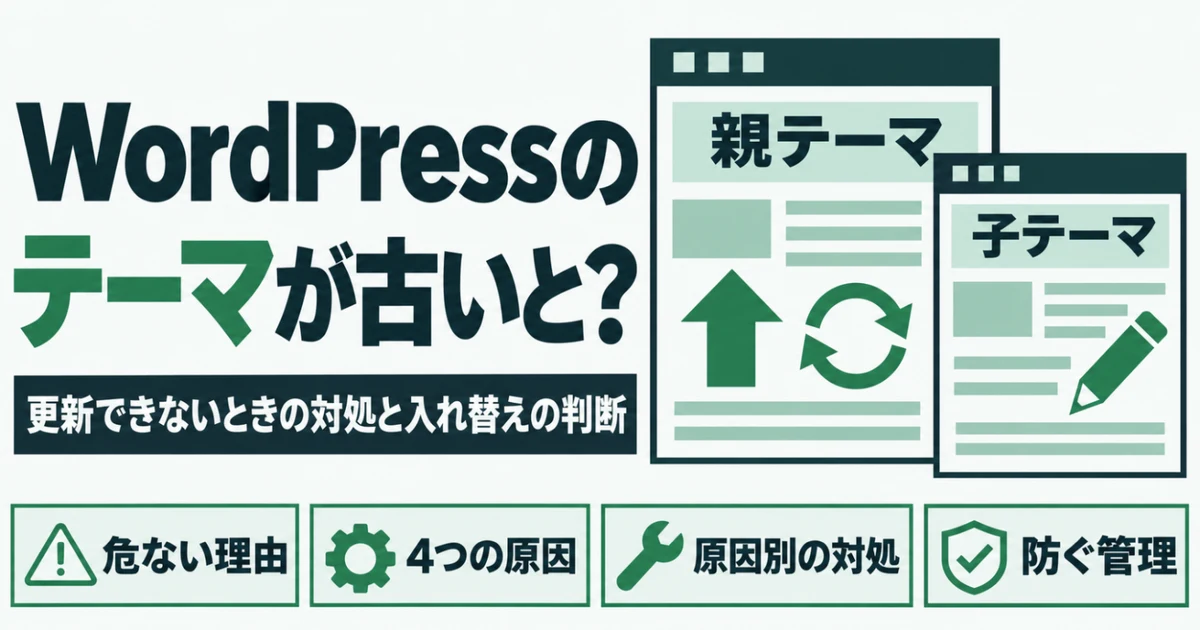 WordPressの
テーマが古いと?
更新できないときの対処と入れ替えの判断
親テーマ
子テーマ
危ない理由
4つの原因
原因別の対処
防ぐ管理